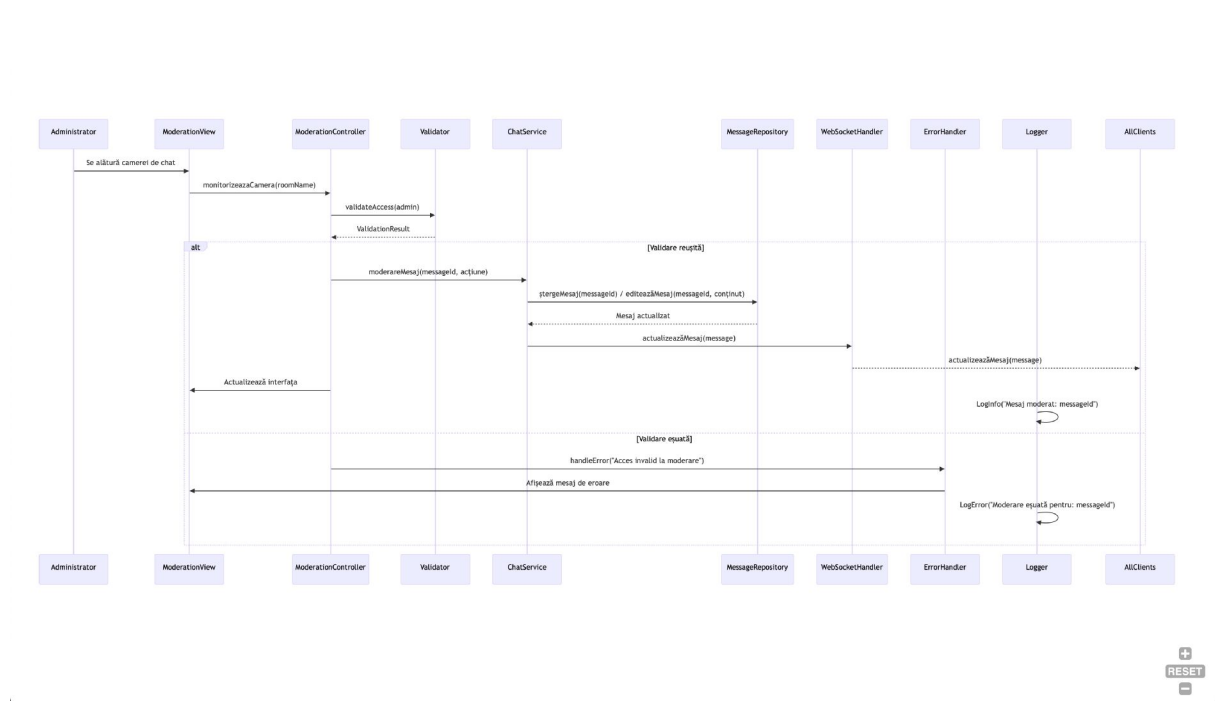 Administrator
ModerationView
ModerationController
Validator
ChatService
MessageRepository
WebSocketHandler
ErrorHandler
Logger
AllClients
Se alătură camerei de chat
monitorizeazaCamera(roomName)
validateAccess(admin)
ValidationResult
alt
[Validare reușită]
moderareMesaj(messageId, acțiune)
ștergeMesaj(messageId) / editeazăMesaj(messageId, conținut)
Mesaj actualizat
actualizeazăMesaj(message)
actualizeazăMesaj(message)
Actualizează interfața
LogInfo("Mesaj moderat: messageId")
[Validare eșuată]
handleError("Acces invalid la moderare")
Afișează mesaj de eroare
LogError("Moderare eșuată pentru: messageId")
Administrator
ModerationView
ModerationController
Validator
ChatService
MessageRepository
WebSocketHandler
ErrorHandler
Logger
AllClients
RESET